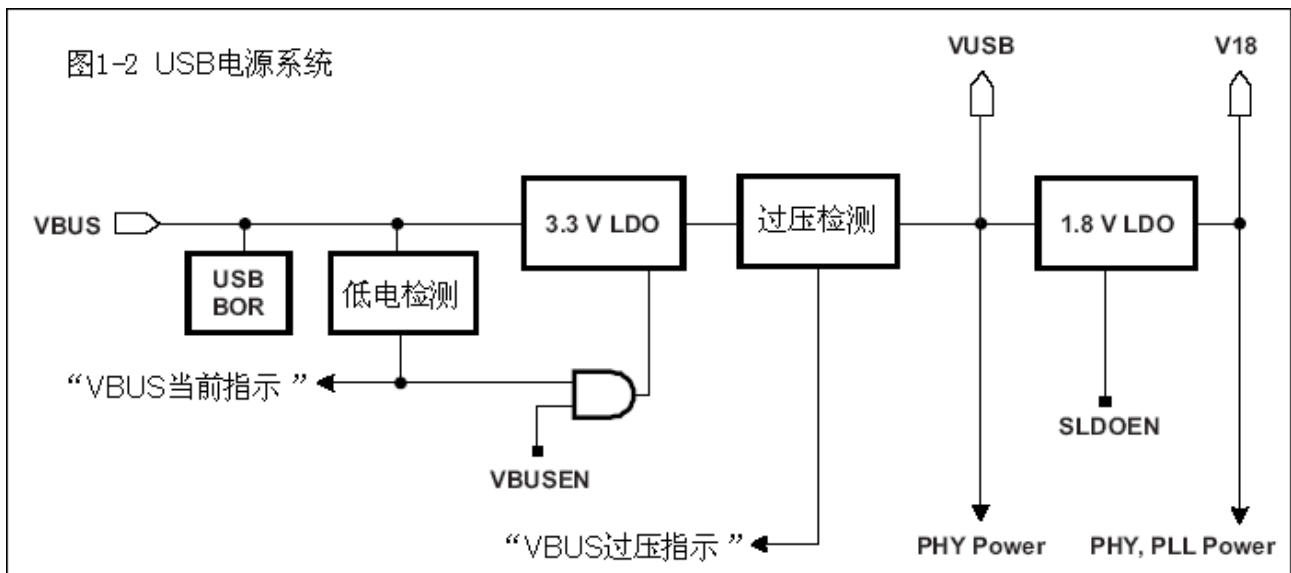 图1-2 USB电源系统
VUSB
V18
VBUS
3.3 V LDO
过压检测
1.8 V LDO
USB
BOR
低电检测
“VBUS当前指示 ”
SLDOEN
VBUSEN
“VBUS过压指示 ”
PHY Power
PHY, PLL Power